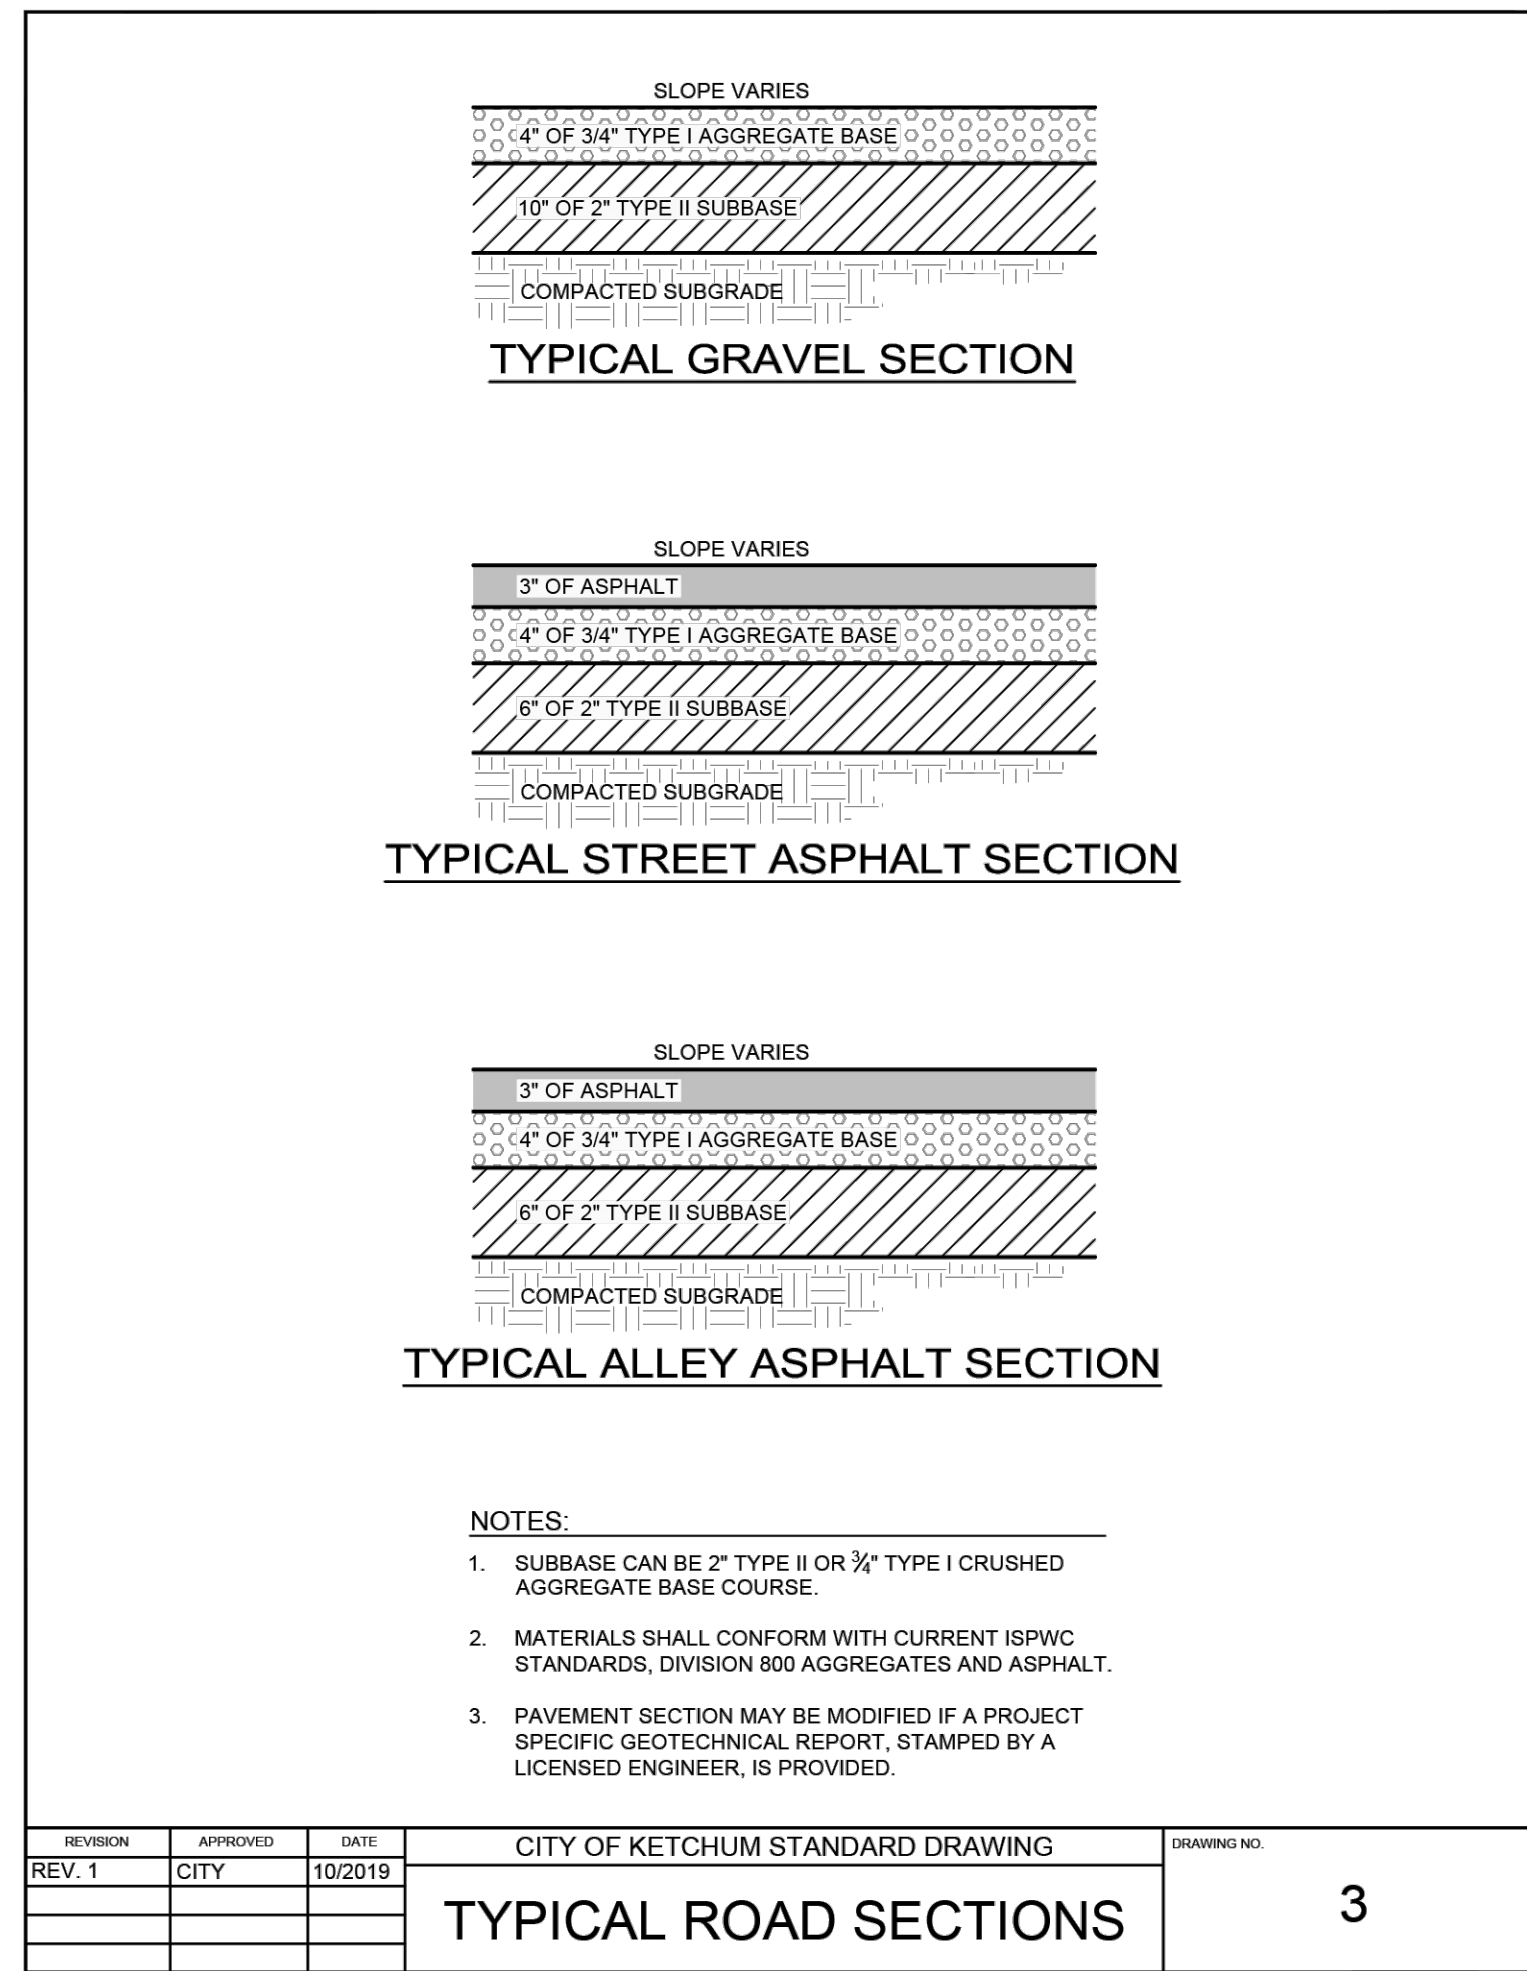 SLOPE VARIES
4" OF 3/4" TYPE I AGGREGATE BASE
10" OF 2" TYPE II SUBBASE
COMPACTED SUBGRADE
TYPICAL GRAVEL SECTION
SLOPE VARIES
3" OF ASPHALT
4" OF 3/4" TYPE I AGGREGATE BASE
6" OF 2" TYPE II SUBBASE
COMPACTED SUBGRADE
TYPICAL STREET ASPHALT SECTION
SLOPE VARIES
3" OF ASPHALT
4" OF 3/4" TYPE I AGGREGATE BASE
6" OF 2" TYPE II SUBBASE
COMPACTED SUBGRADE
TYPICAL ALLEY ASPHALT SECTION
NOTES:
1. SUBBASE CAN BE 2" TYPE II OR ¾" TYPE I CRUSHED
AGGREGATE BASE COURSE.
2. MATERIALS SHALL CONFORM WITH CURRENT ISPWC
STANDARDS, DIVISION 800 AGGREGATES AND ASPHALT.
3. PAVEMENT SECTION MAY BE MODIFIED IF A PROJECT
SPECIFIC GEOTECHNICAL REPORT, STAMPED BY A
LICENSED ENGINEER, IS PROVIDED.
REVISION APPROVED DATE
REV. 1 CITY 10/2019
CITY OF KETCHUM STANDARD DRAWING
TYPICAL ROAD SECTIONS
DRAWING NO.
3